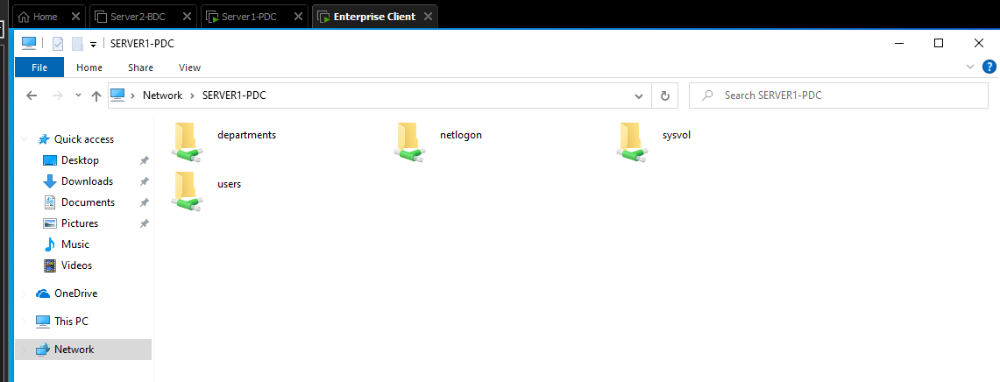 Home Server2-BDC Server1-PDC Enterprise Client
SERVER1-PDC
File Home Share View
Network SERVER1-PDC Search SERVER1-PDC
Quick access
Desktop
Downloads
Documents
Pictures
Music
Videos
OneDrive
This PC
Network
departments netlogon sysvol
users